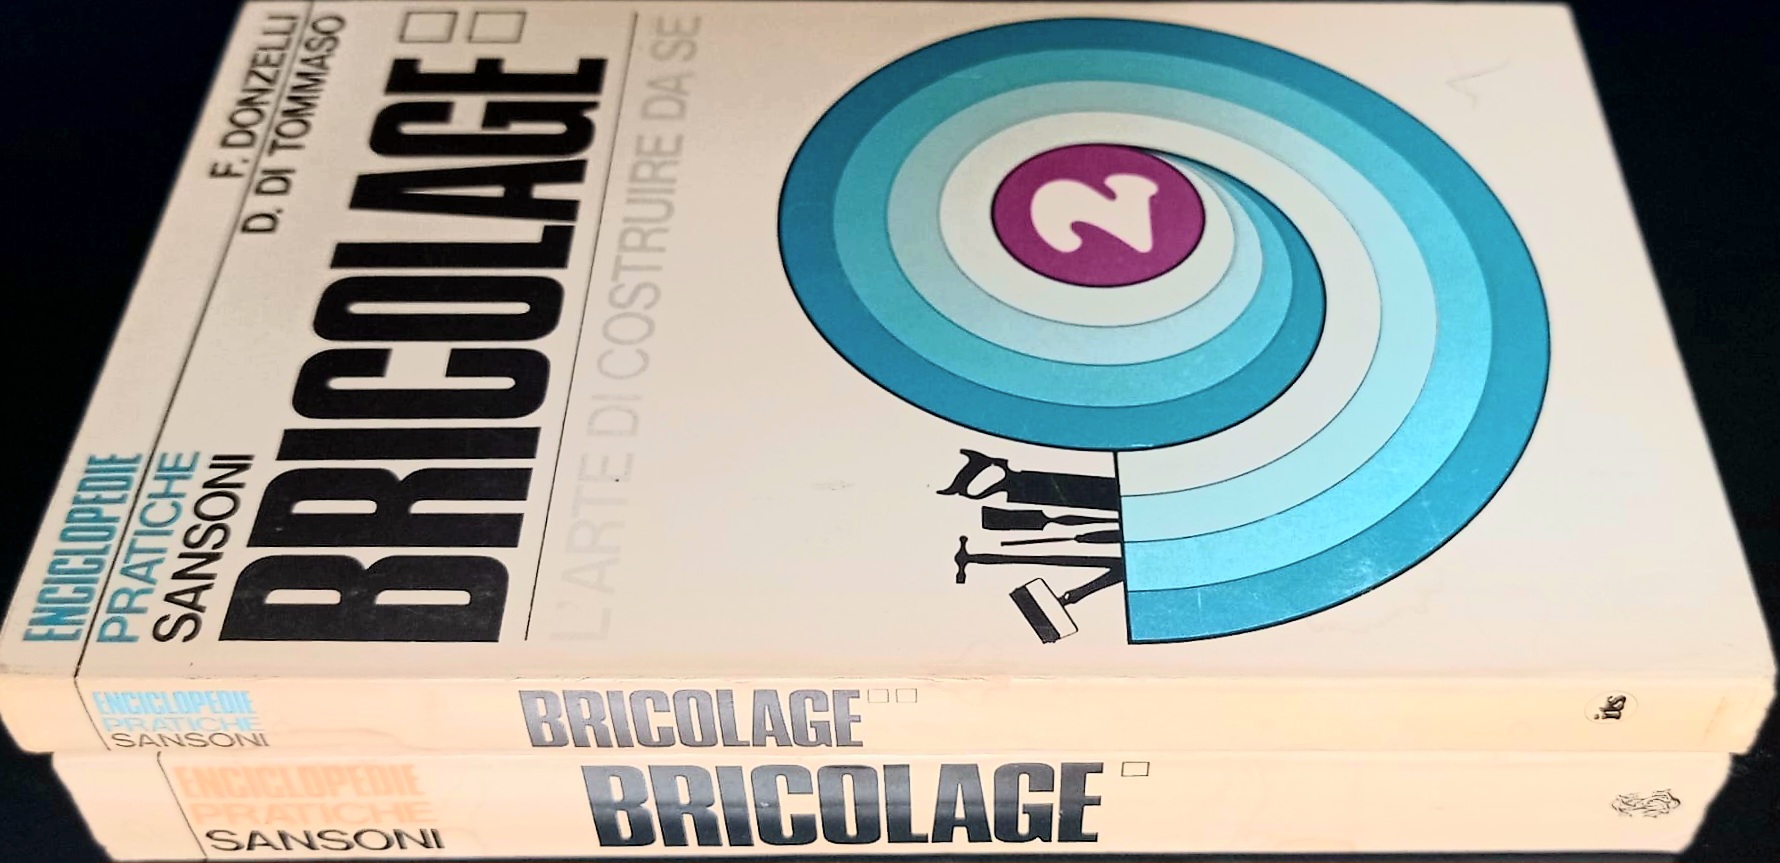 F. DONZELLI
D. DI TOMMASO
ENCICLOPEDIE
PRATICHE
SANSONI
BRICOLAGE
L'ARTE DI COSTRUIRE DA SE
2
ENCICLOPEDIE
PRATICHE
SANSONI
BRICOLAGE
its
ENCICLOPEDIE
PRATICHE
SANSONI
BRICOLAGE